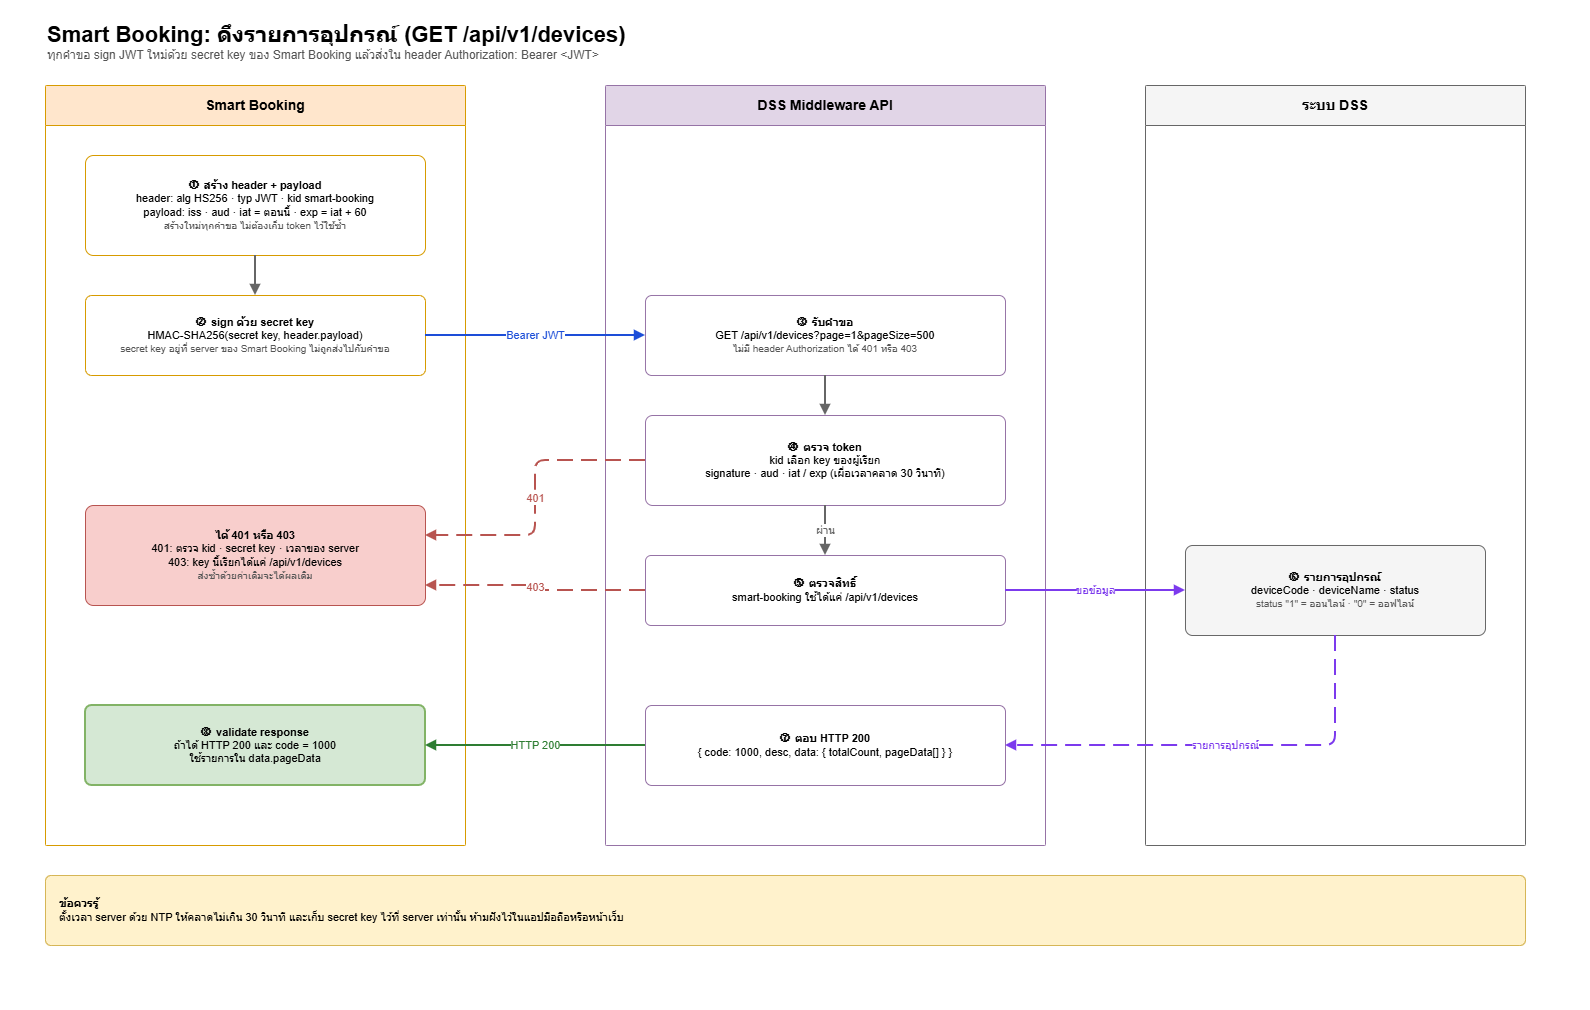 Smart Booking: ดึงรายการอุปกรณ์ (GET /api/v1/devices)
ทุกคำขอ sign JWT ใหม่ด้วย secret key ของ Smart Booking แล้วส่งใน header Authorization: Bearer <JWT>
Smart Booking
DSS Middleware API
ระบบ DSS
① สร้าง header + payload
header: alg HS256 · typ JWT · kid smart-booking
payload: iss · aud · iat = ตอนนี้ · exp = iat + 60
สร้างใหม่ทุกคำขอ ไม่ต้องเก็บ token ไว้ใช้ซ้ำ
② sign ด้วย secret key
HMAC-SHA256(secret key, header.payload)
secret key อยู่ที่ server ของ Smart Booking ไม่ถูกส่งไปกับคำขอ
Bearer JWT
③ รับคำขอ
GET /api/v1/devices?page=1&pageSize=500
ไม่มี header Authorization ได้ 401 หรือ 403
④ ตรวจ token
kid เลือก key ของผู้เรียก
signature · aud · iat / exp (เผื่อเวลาคลาด 30 วินาที)
401
ผ่าน
ได้ 401 หรือ 403
401: ตรวจ kid · secret key · เวลาของ server
403: key นี้เรียกได้แค่ /api/v1/devices
ส่งซ้ำด้วยค่าเดิมจะได้ผลเดิม
403
⑤ ตรวจสิทธิ์
smart-booking ใช้ได้แค่ /api/v1/devices
ขอข้อมูล
⑥ รายการอุปกรณ์
deviceCode · deviceName · status
status "1" = ออนไลน์ · "0" = ออฟไลน์
⑧ validate response
ถ้าได้ HTTP 200 และ code = 1000
ใช้รายการใน data.pageData
HTTP 200
⑦ ตอบ HTTP 200
{ code: 1000, desc, data: { totalCount, pageData[] } }
รายการอุปกรณ์
ข้อควรรู้
ตั้งเวลา server ด้วย NTP ให้คลาดไม่เกิน 30 วินาที และเก็บ secret key ไว้ที่ server เท่านั้น ห้ามฝังไว้ในแอปมือถือหรือหน้าเว็บ